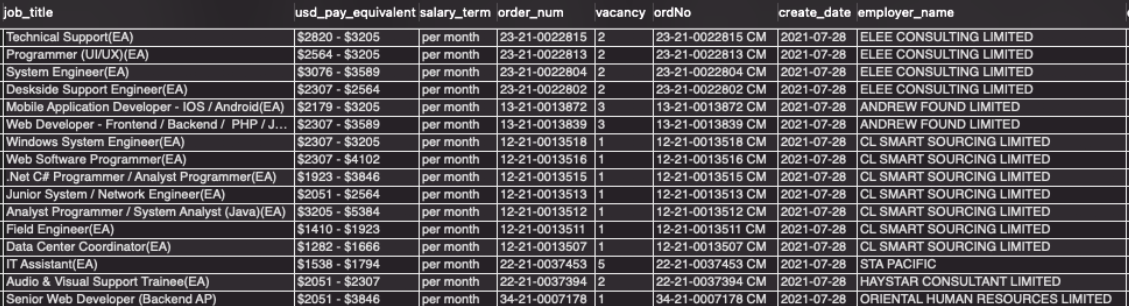 job_title usd_pay_equivalent salary_term order_num vacancy ordNo create_date employer_name
Technical Support(EA) $2820 - $3205 per month 23-21-0022815 2 23-21-0022815 CM 2021-07-28 ELEE CONSULTING LIMITED
Programmer (UI/UX)(EA) $2564 - $3205 per month 23-21-0022813 2 23-21-0022813 CM 2021-07-28 ELEE CONSULTING LIMITED
System Engineer(EA) $3076 - $3589 per month 23-21-0022804 2 23-21-0022804 CM 2021-07-28 ELEE CONSULTING LIMITED
Deskside Support Engineer(EA) $2307 - $2564 per month 23-21-0022802 2 23-21-0022802 CM 2021-07-28 ELEE CONSULTING LIMITED
Mobile Application Developer - IOS / Android(EA) $2179 - $3205 per month 13-21-0013872 3 13-21-0013872 CM 2021-07-28 ANDREW FOUND LIMITED
Web Developer - Frontend / Backend / PHP / J... $2307 - $3589 per month 13-21-0013839 3 13-21-0013839 CM 2021-07-28 ANDREW FOUND LIMITED
Windows System Engineer(EA) $2307 - $3205 per month 12-21-0013518 1 12-21-0013518 CM 2021-07-28 CL SMART SOURCING LIMITED
Web Software Programmer(EA) $2307 - $4102 per month 12-21-0013516 1 12-21-0013516 CM 2021-07-28 CL SMART SOURCING LIMITED
.Net C# Programmer / Analyst Programmer(EA) $1923 - $3846 per month 12-21-0013515 1 12-21-0013515 CM 2021-07-28 CL SMART SOURCING LIMITED
Junior System / Network Engineer(EA) $2051 - $2564 per month 12-21-0013513 1 12-21-0013513 CM 2021-07-28 CL SMART SOURCING LIMITED
Analyst Programmer / System Analyst (Java)(EA) $3205 - $5384 per month 12-21-0013512 1 12-21-0013512 CM 2021-07-28 CL SMART SOURCING LIMITED
Field Engineer(EA) $1410 - $1923 per month 12-21-0013511 1 12-21-0013511 CM 2021-07-28 CL SMART SOURCING LIMITED
Data Center Coordinator(EA) $1282 - $1666 per month 12-21-0013507 1 12-21-0013507 CM 2021-07-28 CL SMART SOURCING LIMITED
IT Assistant(EA) $1538 - $1794 per month 22-21-0037453 5 22-21-0037453 CM 2021-07-28 STA PACIFIC
Audio & Visual Support Trainee(EA) $2051 - $2307 per month 22-21-0037394 2 22-21-0037394 CM 2021-07-28 HAYSTAR CONSULTANT LIMITED
Senior Web Developer (Backend AP) $2051 - $3846 per month 34-21-0007178 1 34-21-0007178 CM 2021-07-28 ORIENTAL HUMAN RESOURCES LIMITED